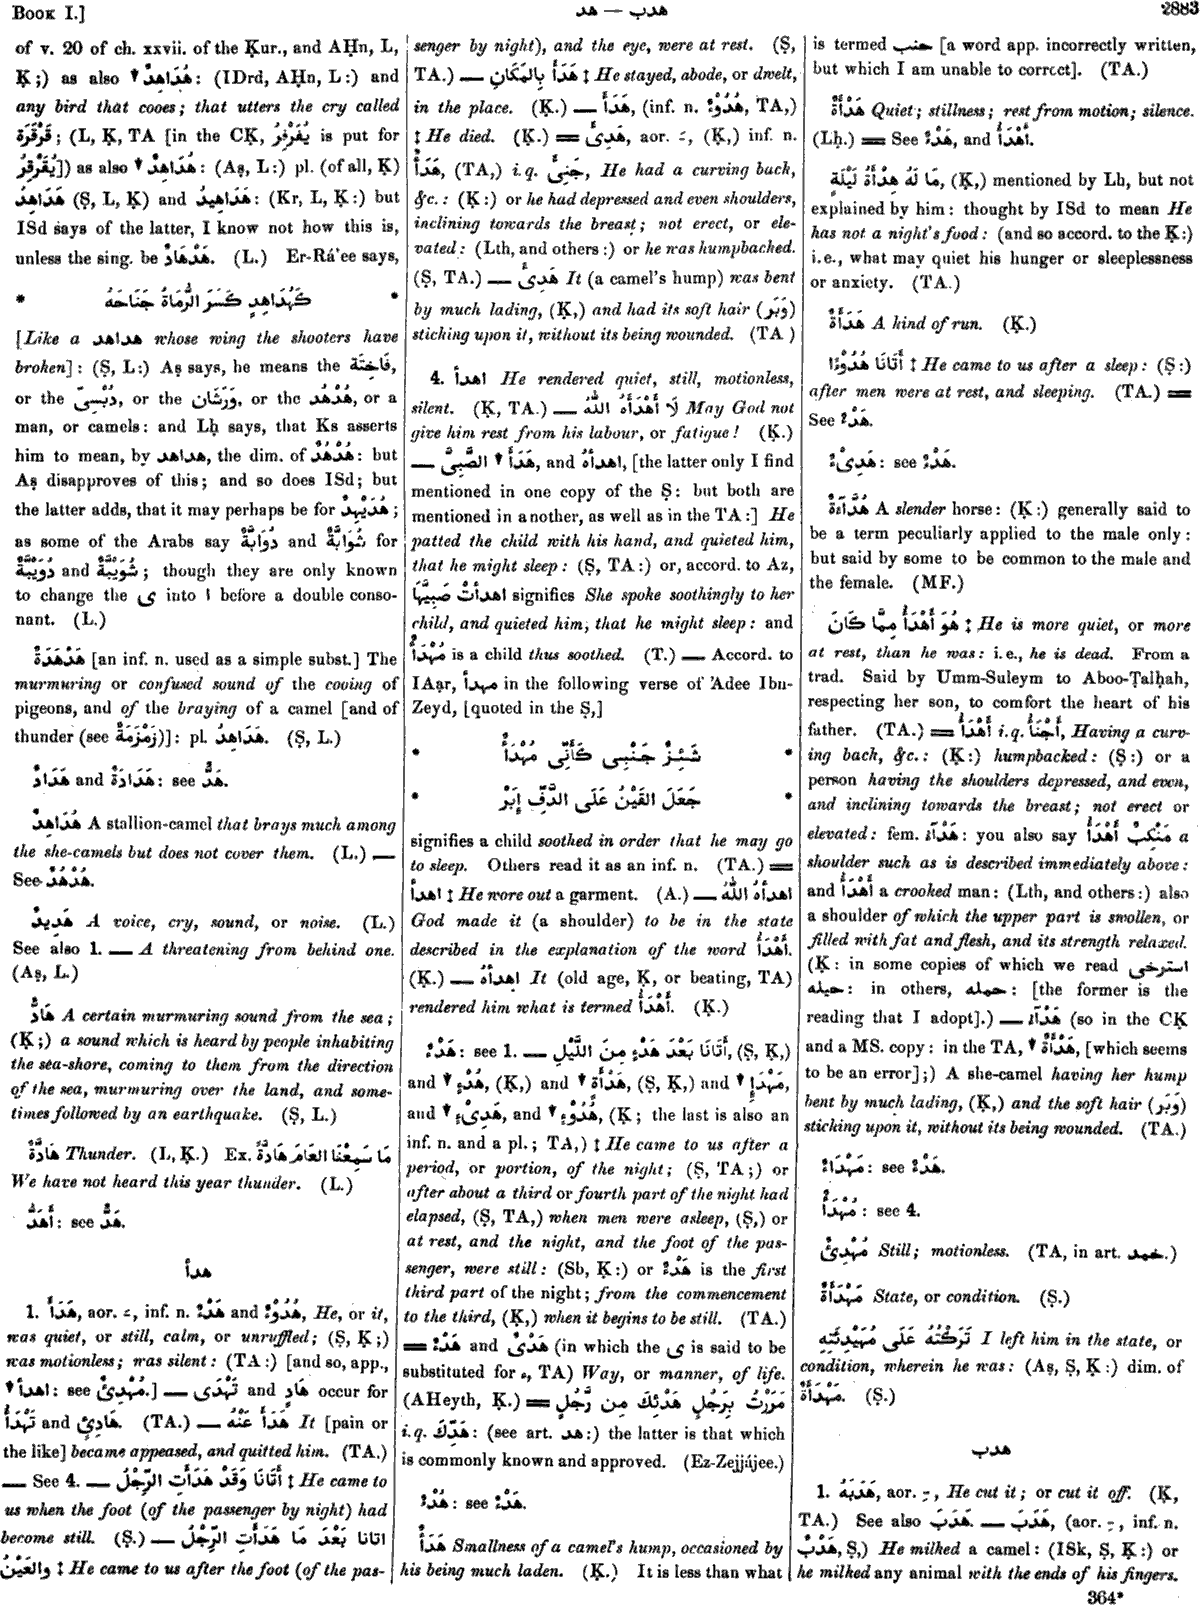 BOOK I.]
هد — هدب
2883
of v. 20 of ch. xxvii. of the Ḳur., and AḤn, L,
Ḳ;) as also ▼ هُدَاهِدٌ: (IDrd, AḤn, L:) and
any bird that cooes; that utters the cry called
قَرْقَرَة; (L, Ḳ, TA [in the CḲ, يُقَرْفِرُ is put for
يُقَرْقِرُ]) as also ▼ هُدَاهِدٌ: (Aṣ, L:) pl. (of all, Ḳ)
هَدَاهِدُ (Ṣ, L, Ḳ) and هَدَاهِيدُ: (Kr, L, Ḳ:) but
ISd says of the latter, I know not how this is,
unless the sing. be هَدْهَادٌ. (L.) Er-Rá'ee says,
* كَهُدَاهِدٍ كَسَرَ الرُّمَاةُ جَنَاحَهُ *
[Like a هداهد whose wing the shooters have
broken]: (Ṣ, L:) Aṣ says, he means the فَاخِتَة,
or the دُبْسِىّ, or the وَرَشَان, or the هُدْهُد, or a
man, or camels: and Lḥ says, that Ks asserts
him to mean, by هداهد, the dim. of هُدْهُدٌ: but
Aṣ disapproves of this; and so does ISd; but
the latter adds, that it may perhaps be for هُدَيْهِدٌ;
as some of the Arabs say دُوَابَّةٌ and شُوَابَّةٌ for
دُوَيْبَّةٌ and شُوَيْبَّةٌ; though they are only known
to change the ى into ا before a double conso-
nant. (L.)
هَدْهَدَةٌ [an inf. n. used as a simple subst.] The
murmuring or confused sound of the cooing of
pigeons, and of the braying of a camel [and of
thunder (see زَمْزَمَةٌ)]: pl. هَدَاهِدُ. (Ṣ, L.)
هَدَادٌ and هَدَادَةٌ: see هَدٌّ.
هُدَاهِدٌ A stallion-camel that brays much among
the she-camels but does not cover them. (L.) —
See هُدْهُدٌ.
هَدِيدٌ A voice, cry, sound, or noise. (L.)
See also 1. — A threatening from behind one.
(Aṣ, L.)
هَادٌّ A certain murmuring sound from the sea;
(Ḳ;) a sound which is heard by people inhabiting
the sea-shore, coming to them from the direction
of the sea, murmuring over the land, and some-
times followed by an earthquake. (Ṣ, L.)
هَادَّةٌ Thunder. (L, Ḳ.) Ex. مَا سَمِعْنَا العَامَ هَادَّةً
We have not heard this year thunder. (L.)
أَهَدُّ: see هَدٌّ.
هدأ
1. هَدَأَ, aor. ـَ, inf. n. هَدْءٌ and هُدُوْءٌ, He, or it,
was quiet, or still, calm, or unruffled; (Ṣ, Ḳ;)
was motionless; was silent: (TA:) [and so, app.,
▼ اهدأ: see مُهْدِئٌ.] — تَهْدَى and هَادٍ occur for
تَهْدَأُ and هَادِئٌ. (TA.) — هَدَأَ عَنْهُ It [pain or
the like] became appeased, and quitted him. (TA.)
— See 4. — أَتَانَا وَقَدْ هَدَأَتِ الرِّجْلُ ‡ He came to
us when the foot (of the passenger by night) had
become still. (Ṣ.) — اتانا بَعْدَ مَا هَدَأَتِ الرِّجْلُ
والعَيْنُ ‡ He came to us after the foot (of the pas-
senger by night), and the eye, were at rest. (Ṣ,
TA.) — هَدَأَ بِالمَكَانِ ‡ He stayed, abode, or dwelt,
in the place. (Ḳ.) — هَدَأَ, (inf. n. هُدُوْءٌ, TA,)
‡ He died. (Ḳ.) = هَدِئَ, aor. ـَ, (Ḳ,) inf. n.
هَدَأٌ, (TA,) i. q. جَنِئَ, He had a curving back,
&c.: (Ḳ:) or he had depressed and even shoulders,
inclining towards the breast; not erect, or ele-
vated: (Lth, and others:) or he was humpbacked.
(Ṣ, TA.) — هَدِئَ It (a camel's hump) was bent
by much lading, (Ḳ,) and had its soft hair (وَبَر)
sticking upon it, without its being wounded. (TA.)
4. اهدأ He rendered quiet, still, motionless,
silent. (Ḳ, TA.) — لَا أَهْدَأَهُ اللّٰهُ May God not
give him rest from his labour, or fatigue! (Ḳ.)
— هَدَأَ ▼ الصَّبِىَّ, and اهدأهُ, [the latter only I find
mentioned in one copy of the Ṣ: but both are
mentioned in another, as well as in the TA:] He
patted the child with his hand, and quieted him,
that he might sleep: (Ṣ, TA:) or, accord. to Az,
اهدأتْ صَبِيَّهَا signifies She spoke soothingly to her
child, and quieted him, that he might sleep: and
مُهْدَأٌ is a child thus soothed. (T.) — Accord. to
IAạr, مهدأ in the following verse of 'Adee Ibn-
Zeyd, [quoted in the Ṣ,]
* شَئِزٌ جَنْبِى كَأَنِّى مُهْدَأٌ *
* جَعَلَ القَيْنُ عَلَى الدَّفِّ إِبَرْ *
signifies a child soothed in order that he may go
to sleep. Others read it as an inf. n. (TA.) =
اهدأ ‡ He wore out a garment. (A.) — اهدأهُ اللّٰهُ
God made it (a shoulder) to be in the state
described in the explanation of the word أَهْدَأُ.
(Ḳ.) — اهدأهُ It (old age, Ḳ, or beating, TA)
rendered him what is termed أَهْدَأ. (Ḳ.)
هَدْءٌ: see 1. — أَتَانَا بَعْدَ هَدْءٍ مِنَ اللَّيْلِ, (Ṣ, Ḳ,)
and ▼ هُدْءٍ, (Ḳ,) and ▼ هَدْأَةٍ, (Ṣ, Ḳ,) and ▼ مَهْدَإٍ,
and ▼ هَدِىْءٍ, and ▼ هُدُوْءٍ, (Ḳ; the last is also an
inf. n. and a pl.; TA,) ‡ He came to us after a
period, or portion, of the night; (Ṣ, TA;) or
after about a third or fourth part of the night had
elapsed, (Ṣ, TA,) when men were asleep, (Ṣ,) or
at rest, and the night, and the foot of the pas-
senger, were still: (Sb, Ḳ:) or هَدْءٌ is the first
third part of the night; from the commencement
to the third, (Ḳ,) when it begins to be still. (TA.)
= هَدْءٌ and هَدْىٌ (in which the ى is said to be
substituted for ء, TA) Way, or manner, of life.
(AHeyth, Ḳ.) = مَرَرْتُ بِرَجُلٍ هَدْئِكَ مِن رَّجُلٍ
i. q. هَدِّكَ: (see art. هد:) the latter is that which
is commonly known and approved. (Ez-Zejjájee.)
هُدْءٌ: see هَدْءٌ.
هَدَأٌ Smallness of a camel's hump, occasioned by
his being much laden. (Ḳ.) It is less than what
is termed حنب [a word app. incorrectly written,
but which I am unable to correct]. (TA.)
هَدْأَةٌ Quiet; stillness; rest from motion; silence.
(Lḥ.) = See هَدْءٌ, and أَهْدَأُ.
مَا لَهُ هِدْأَةُ لَيْلَةٍ, (Ḳ,) mentioned by Lh, but not
explained by him: thought by ISd to mean He
has not a night's food: (and so accord. to the Ḳ:)
i.e., what may quiet his hunger or sleeplessness
or anxiety. (TA.)
هَدَأَةٌ A kind of run. (Ḳ.)
أَتَانَا هُدُوْءًا ‡ He came to us after a sleep: (Ṣ:)
after men were at rest, and sleeping. (TA.) =
See هَدْءٌ.
هَدِىْءٌ: see هَدْءٌ.
هُدَّآءَةٌ A slender horse: (Ḳ:) generally said to
be a term peculiarly applied to the male only:
but said by some to be common to the male and
the female. (MF.)
هُوَ أَهْدَأُ مِمَّا كَانَ ‡ He is more quiet, or more
at rest, than he was: i.e., he is dead. From a
trad. Said by Umm-Suleym to Aboo-Ṭalḥah,
respecting her son, to comfort the heart of his
father. (TA.) = أَهْدَأُ i. q. أَجْنَأُ, Having a curv-
ing back, &c.: (Ḳ:) humpbacked: (Ṣ:) or a
person having the shoulders depressed, and even,
and inclining towards the breast; not erect or
elevated: fem. هَدْآءُ: you also say مَنْكِبٌ أَهْدَأُ a
shoulder such as is described immediately above:
and أَهْدَأُ a crooked man: (Lth, and others:) also
a shoulder of which the upper part is swollen, or
filled with fat and flesh, and its strength relaxed.
(Ḳ: in some copies of which we read استرخى
حبله: in others, حمله: [the former is the
reading that I adopt].) — هَدْآءُ (so in the CḲ
and a MS. copy: in the TA, ▼ هَدْأَةٌ, [which seems
to be an error];) A she-camel having her hump
bent by much lading, (Ḳ,) and the soft hair (وَبَر)
sticking upon it, without its being wounded. (TA.)
مَهْدَاءٌ: see هَدْءٌ.
مُهْدَأٌ: see 4.
مُهْدِئٌ Still; motionless. (TA, in art. خمد.)
مَهْدَأَةٌ State, or condition. (Ṣ.)
تَرَكْتُهُ عَلَى مُهَيْدِئَتِهِ I left him in the state, or
condition, wherein he was: (Aṣ, Ṣ, Ḳ:) dim. of
مَهْدَأَةٌ. (Ṣ.)
هدب
1. هَدَبَهُ, aor. ـِ, He cut it; or cut it off. (Ḳ,
TA.) See also هَدَبَ. — هَدَبَ, (aor. ـِ, inf. n.
هَدْبٌ, Ṣ,) He milked a camel: (ISk, Ṣ, Ḳ:) or
he milked any animal with the ends of his fingers.
364*